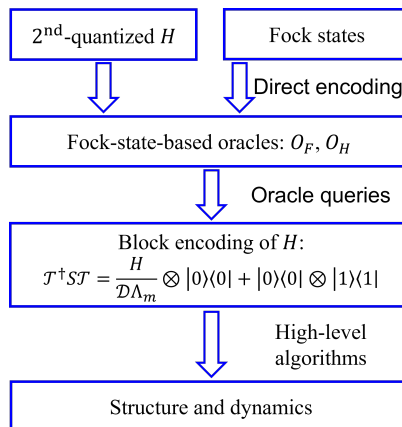 2nd-quantized H
Fock states
Direct encoding
Fock-state-based oracles: O_F, O_H
Oracle queries
Block encoding of H:
𝒯†S𝒯 = H/(𝒟Λ_m) ⊗ |0⟩⟨0| + |0⟩⟨0| ⊗ |1⟩⟨1|
High-level
algorithms
Structure and dynamics